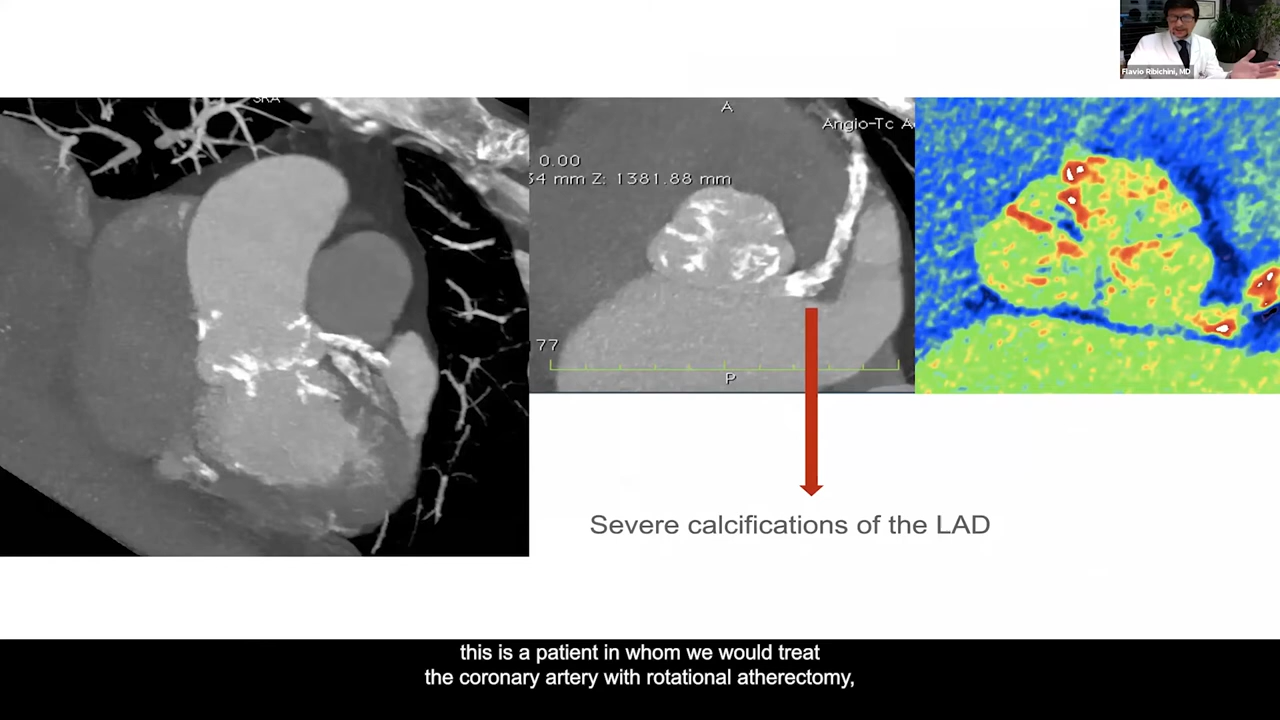 Flavio Ribichini, MD
SRA
A
Angio-Tc A
0.00
34 mm Z: 1381.88 mm
77
P
Severe calcifications of the LAD
this is a patient in whom we would treat
the coronary artery with rotational atherectomy,